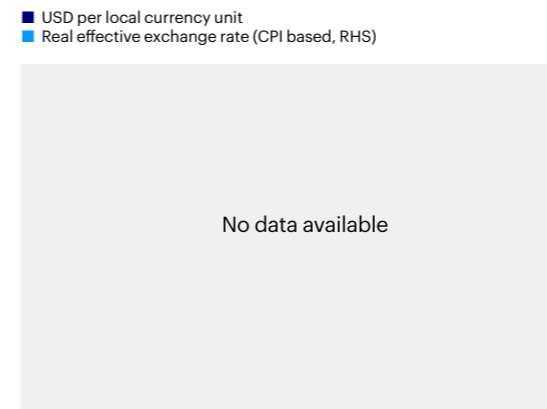 USD per local currency unit
Real effective exchange rate (CPI based, RHS)
No data available